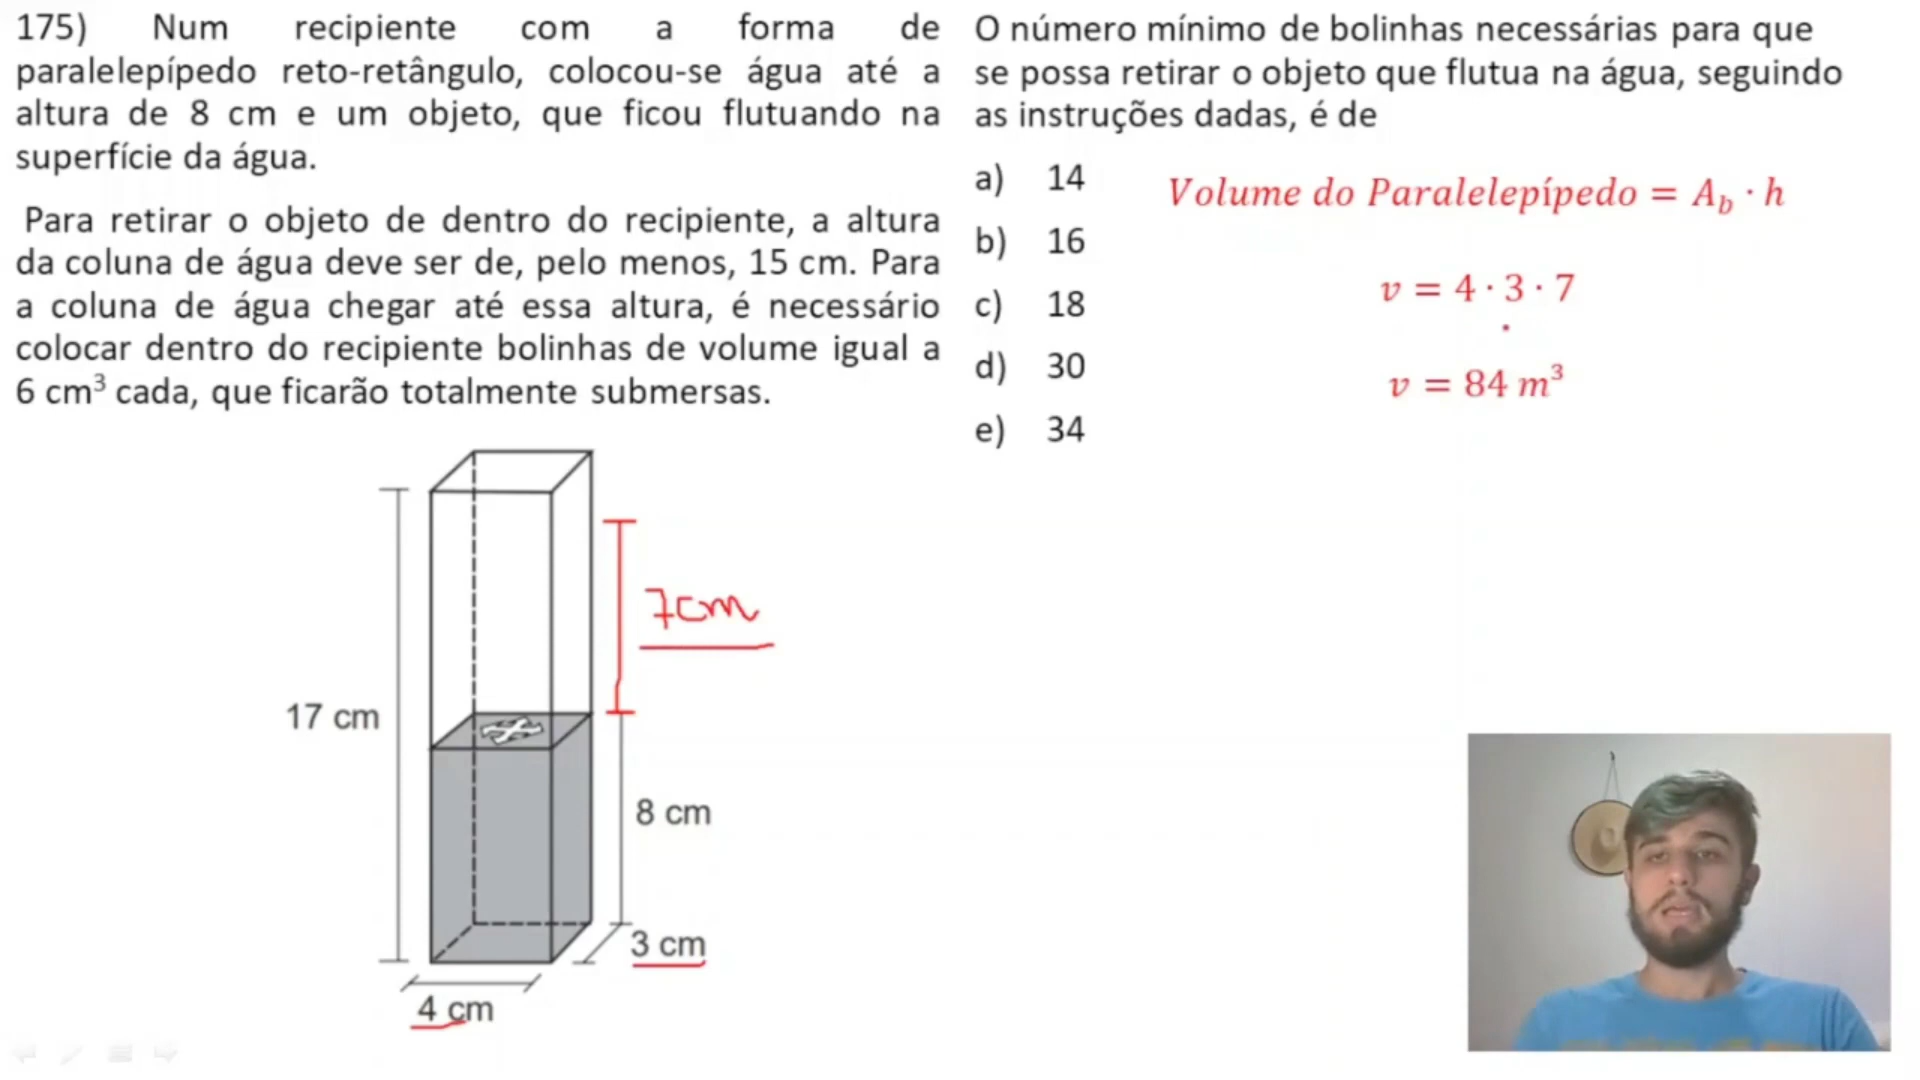 175) Num recipiente com a forma de
paralelepípedo reto-retângulo, colocou-se água até a
altura de 8 cm e um objeto, que ficou flutuando na
superfície da água.
Para retirar o objeto de dentro do recipiente, a altura
da coluna de água deve ser de, pelo menos, 15 cm. Para
a coluna de água chegar até essa altura, é necessário
colocar dentro do recipiente bolinhas de volume igual a
6 cm³ cada, que ficarão totalmente submersas.
17 cm
7cm
8 cm
3 cm
4 cm
O número mínimo de bolinhas necessárias para que
se possa retirar o objeto que flutua na água, seguindo
as instruções dadas, é de
a) 14
b) 16
c) 18
d) 30
e) 34
Volume do Paralelepípedo = A_b · h
v = 4 · 3 · 7
v = 84 m³